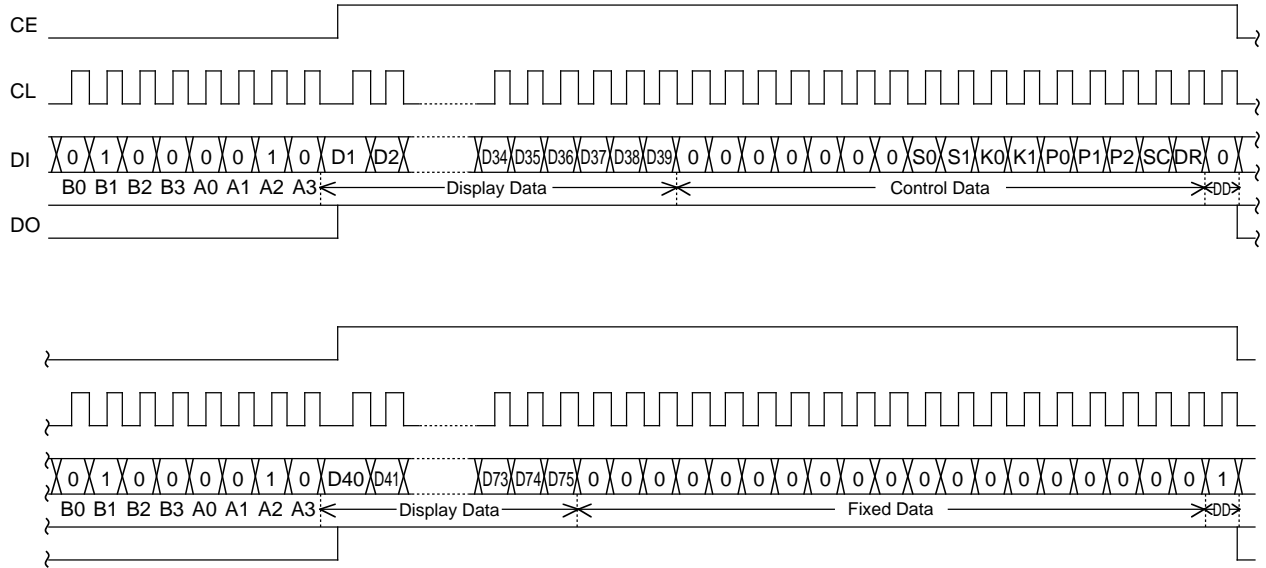 CE
CL
DI 0 1 0 0 0 0 1 0 D1 D2 D34 D35 D36 D37 D38 D39 0 0 0 0 0 0 0 S0 S1 K0 K1 P0 P1 P2 SC DR 0
B0 B1 B2 B3 A0 A1 A2 A3 Display Data Control Data DD
DO
0 1 0 0 0 0 1 0 D40 D41 D73 D74 D75 0 0 0 0 0 0 0 0 0 0 0 0 0 0 0 0 0 0 0 1
B0 B1 B2 B3 A0 A1 A2 A3 Display Data Fixed Data DD